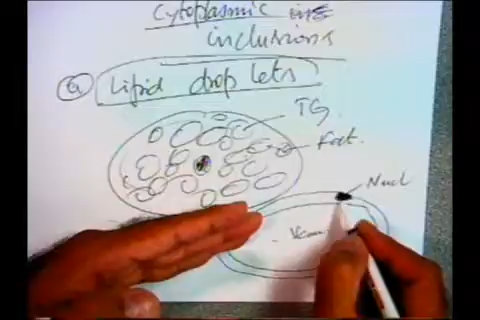 Cytoplasmic
inclusions
a Lipid droplets
TG.
Fat.
Nucl